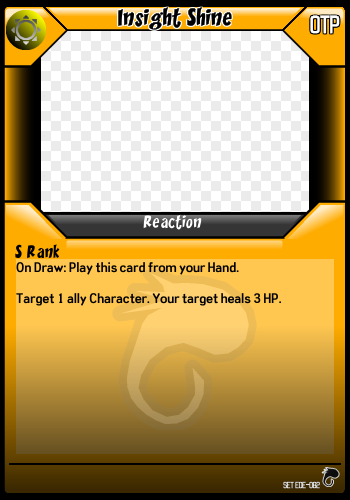 Insight Shine
OTP
Reaction
S Rank
On Draw: Play this card from your Hand.
Target 1 ally Character. Your target heals 3 HP.
SET EOE-082